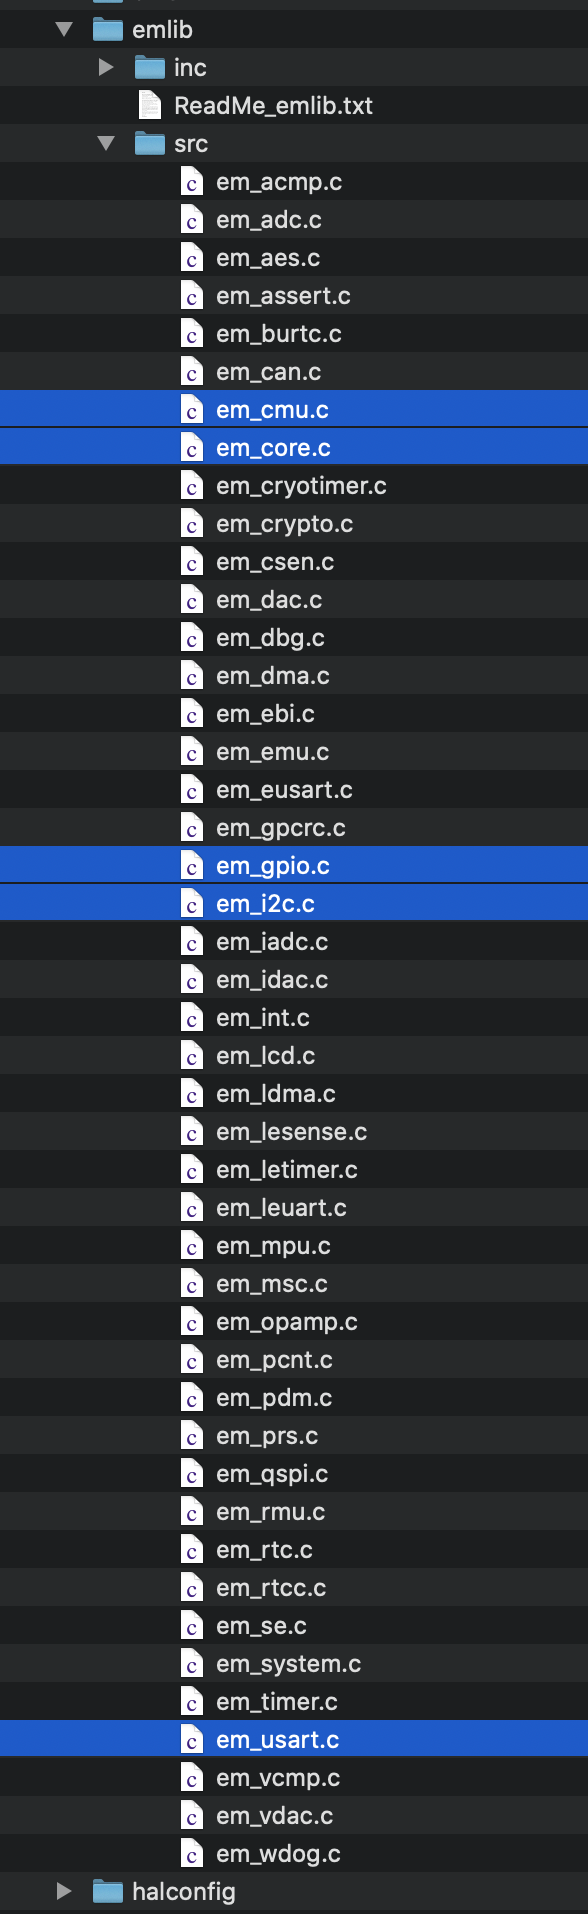 emlib
inc
ReadMe_emlib.txt
src
em_acmp.c
em_adc.c
em_aes.c
em_assert.c
em_burtc.c
em_can.c
em_cmu.c
em_core.c
em_cryotimer.c
em_crypto.c
em_csen.c
em_dac.c
em_dbg.c
em_dma.c
em_ebi.c
em_emu.c
em_eusart.c
em_gpcrc.c
em_gpio.c
em_i2c.c
em_iadc.c
em_idac.c
em_int.c
em_lcd.c
em_ldma.c
em_lesense.c
em_letimer.c
em_leuart.c
em_mpu.c
em_msc.c
em_opamp.c
em_pcnt.c
em_pdm.c
em_prs.c
em_qspi.c
em_rmu.c
em_rtc.c
em_rtcc.c
em_se.c
em_system.c
em_timer.c
em_usart.c
em_vcmp.c
em_vdac.c
em_wdog.c
halconfig